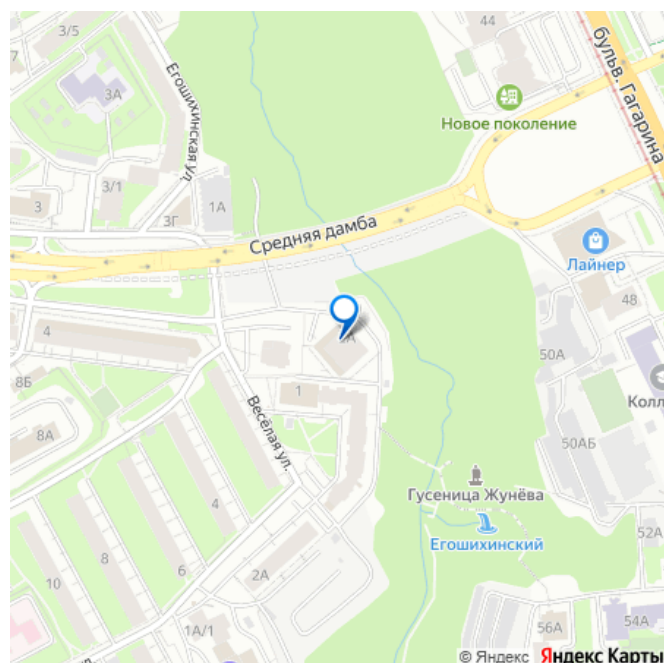 3/5
44
7
бульв. Гагарина
Егошихинская ул.
3А
Новое поколение
3/1
3
3Г
1А
Средняя дамба
Лайнер
48
4
50А
8Б
1
Колл
8А
Весёлая ул.
50АБ
4
Гусеница Жунёва
8
Егошихинский
52А
10
6
2А
54А
56А
1А/1
© Яндекс Яндекс Карты